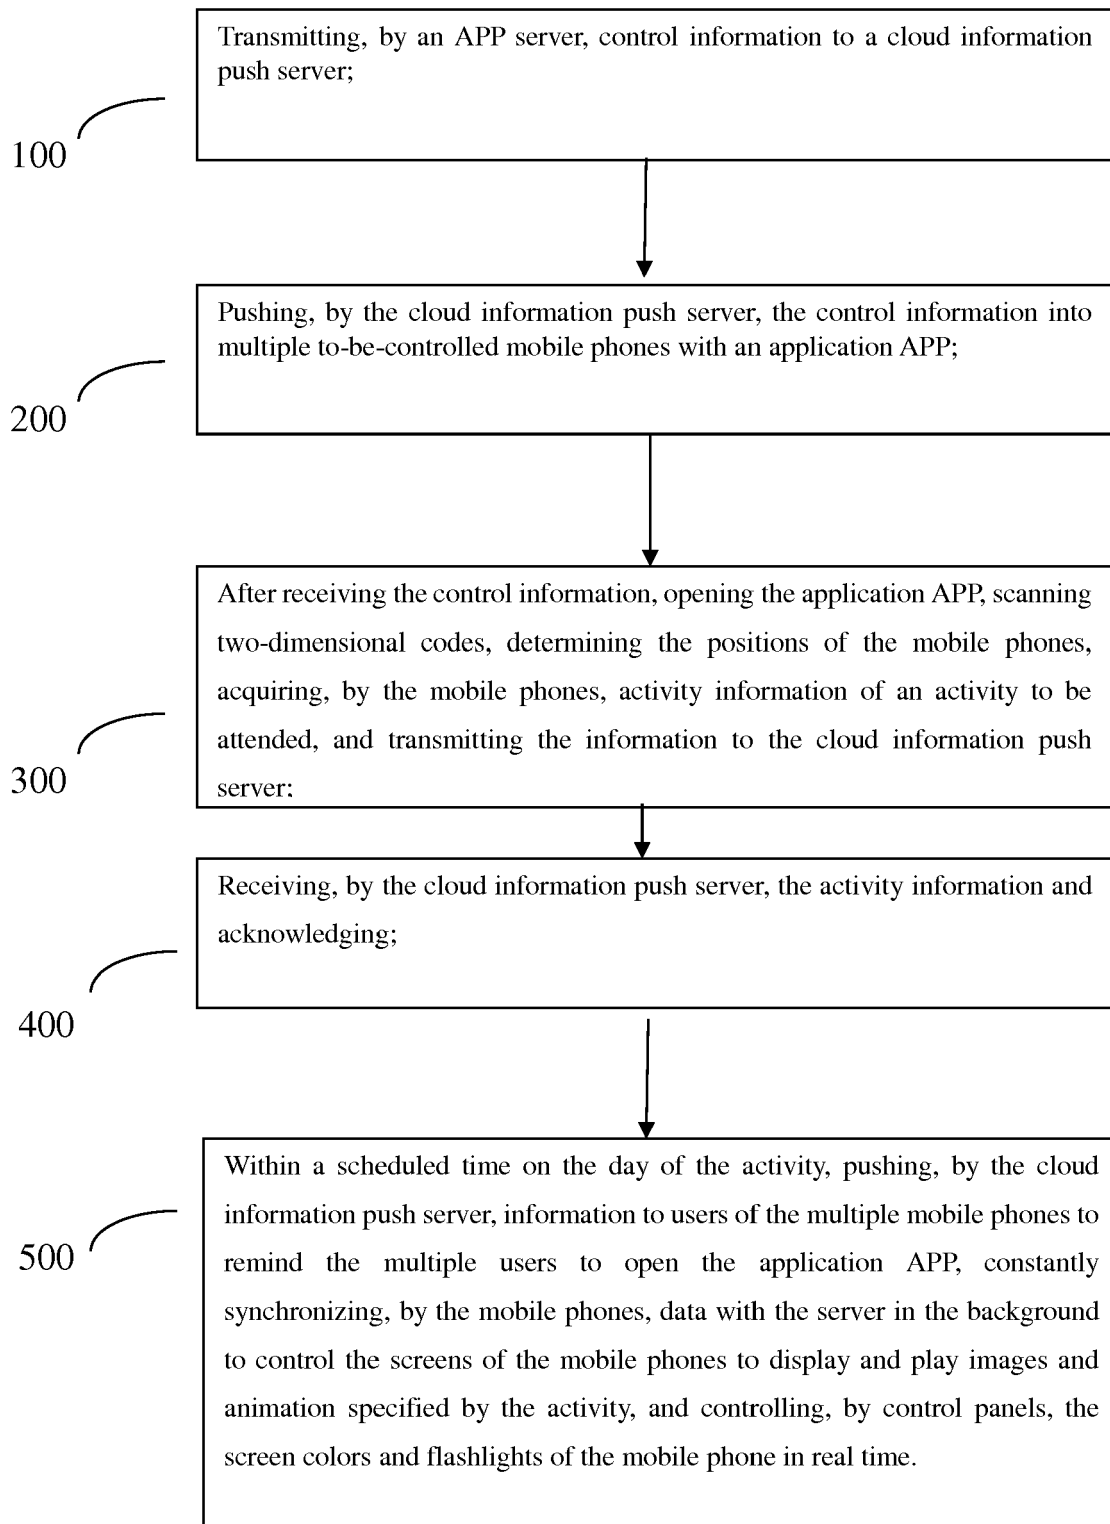 Transmitting, by an APP server, control information to a cloud information
push server;
100
Pushing, by the cloud information push server, the control information into
multiple to-be-controlled mobile phones with an application APP;
200
After receiving the control information, opening the application APP, scanning
two-dimensional codes, determining the positions of the mobile phones,
acquiring, by the mobile phones, activity information of an activity to be
attended, and transmitting the information to the cloud information push
server;
300
Receiving, by the cloud information push server, the activity information and
acknowledging;
400
Within a scheduled time on the day of the activity, pushing, by the cloud
information push server, information to users of the multiple mobile phones to
remind the multiple users to open the application APP, constantly
synchronizing, by the mobile phones, data with the server in the background
to control the screens of the mobile phones to display and play images and
animation specified by the activity, and controlling, by control panels, the
screen colors and flashlights of the mobile phone in real time.
500